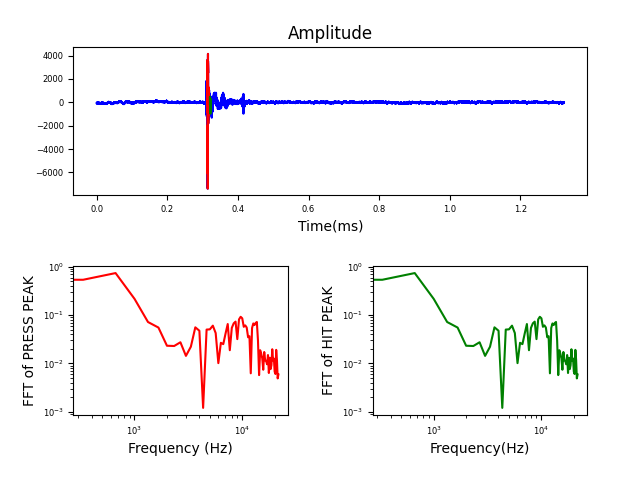 Amplitude
4000
2000
0
−2000
−4000
−6000
0.0 0.2 0.4 0.6 0.8 1.0 1.2
Time(ms)
FFT of PRESS PEAK
10⁰
10⁻¹
10⁻²
10⁻³
10³ 10⁴
Frequency (Hz)
FFT of HIT PEAK
10⁰
10⁻¹
10⁻²
10⁻³
10³ 10⁴
Frequency(Hz)